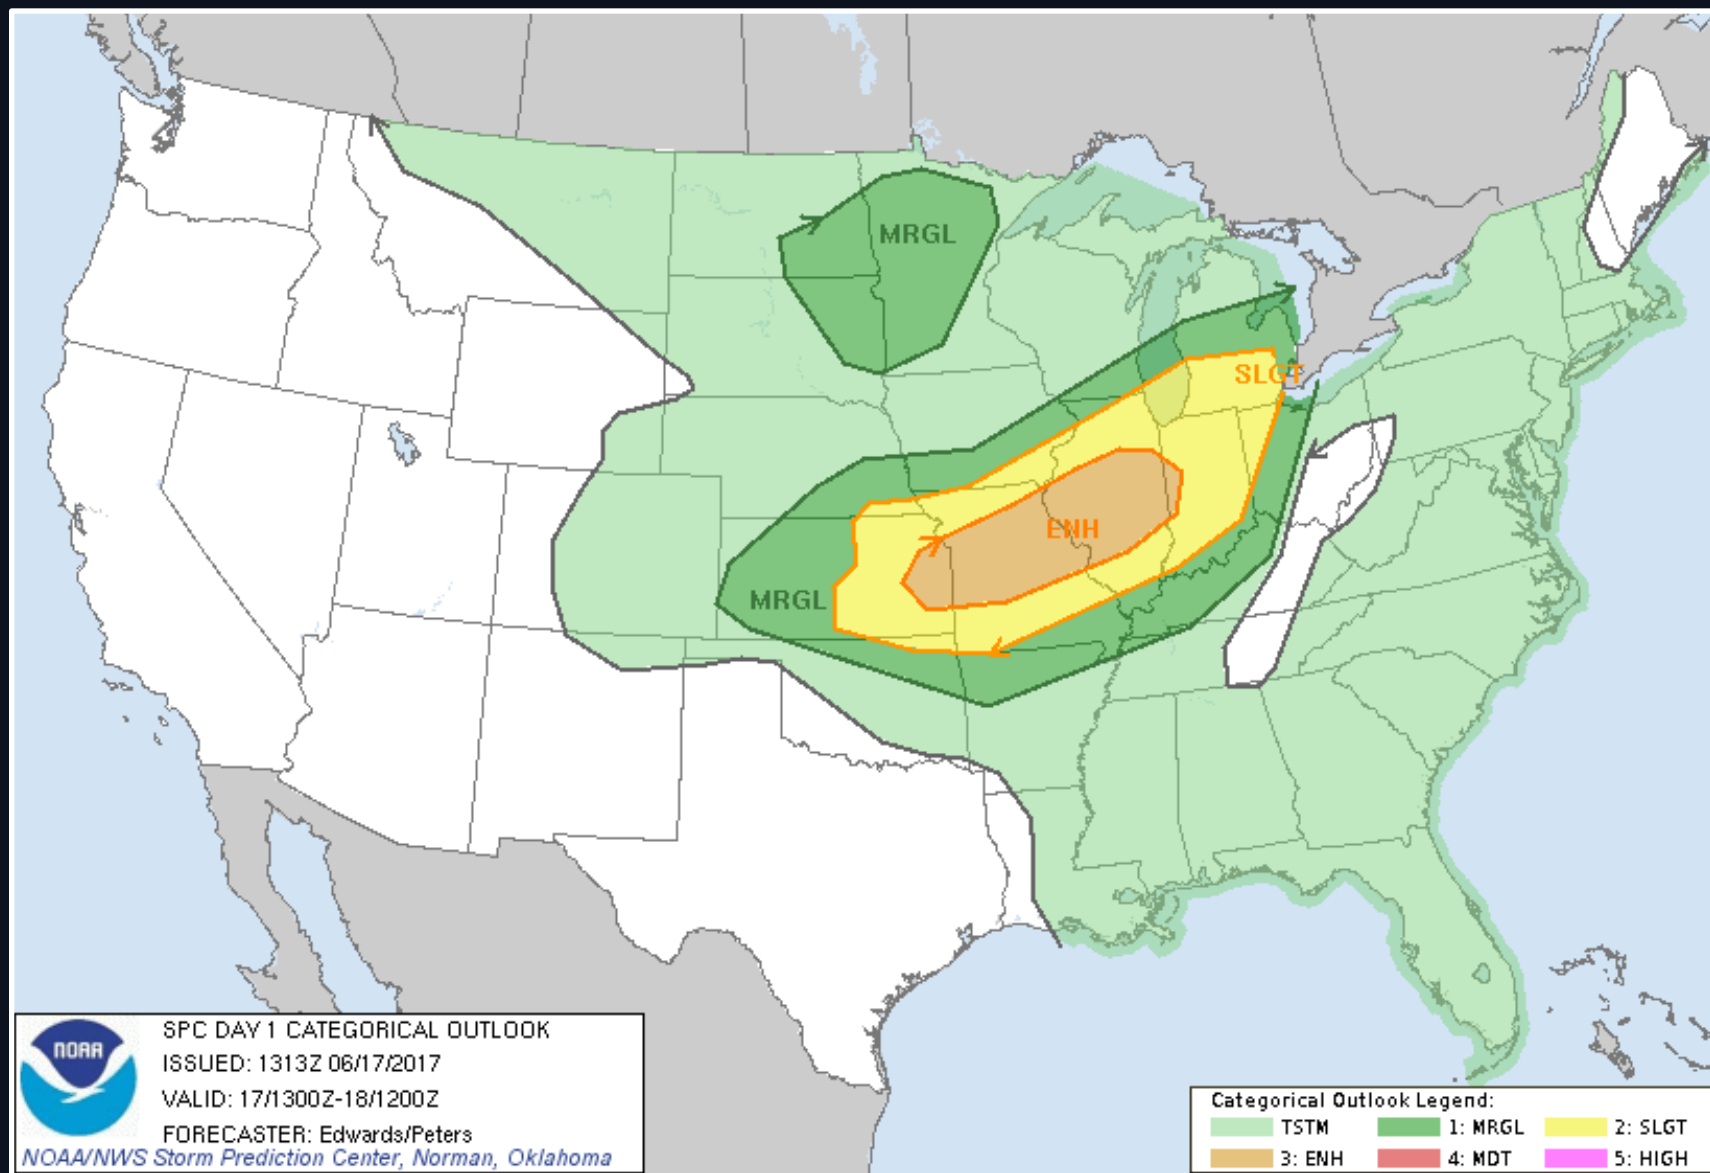 MRGL
SLGT
ENH
MRGL
NOAA
SPC DAY 1 CATEGORICAL OUTLOOK
ISSUED: 1313Z 06/17/2017
VALID: 17/1300Z-18/1200Z
FORECASTER: Edwards/Peters
NOAA/NWS Storm Prediction Center, Norman, Oklahoma
Categorical Outlook Legend:
TSTM 1: MRGL 2: SLGT
3: ENH 4: MDT 5: HIGH